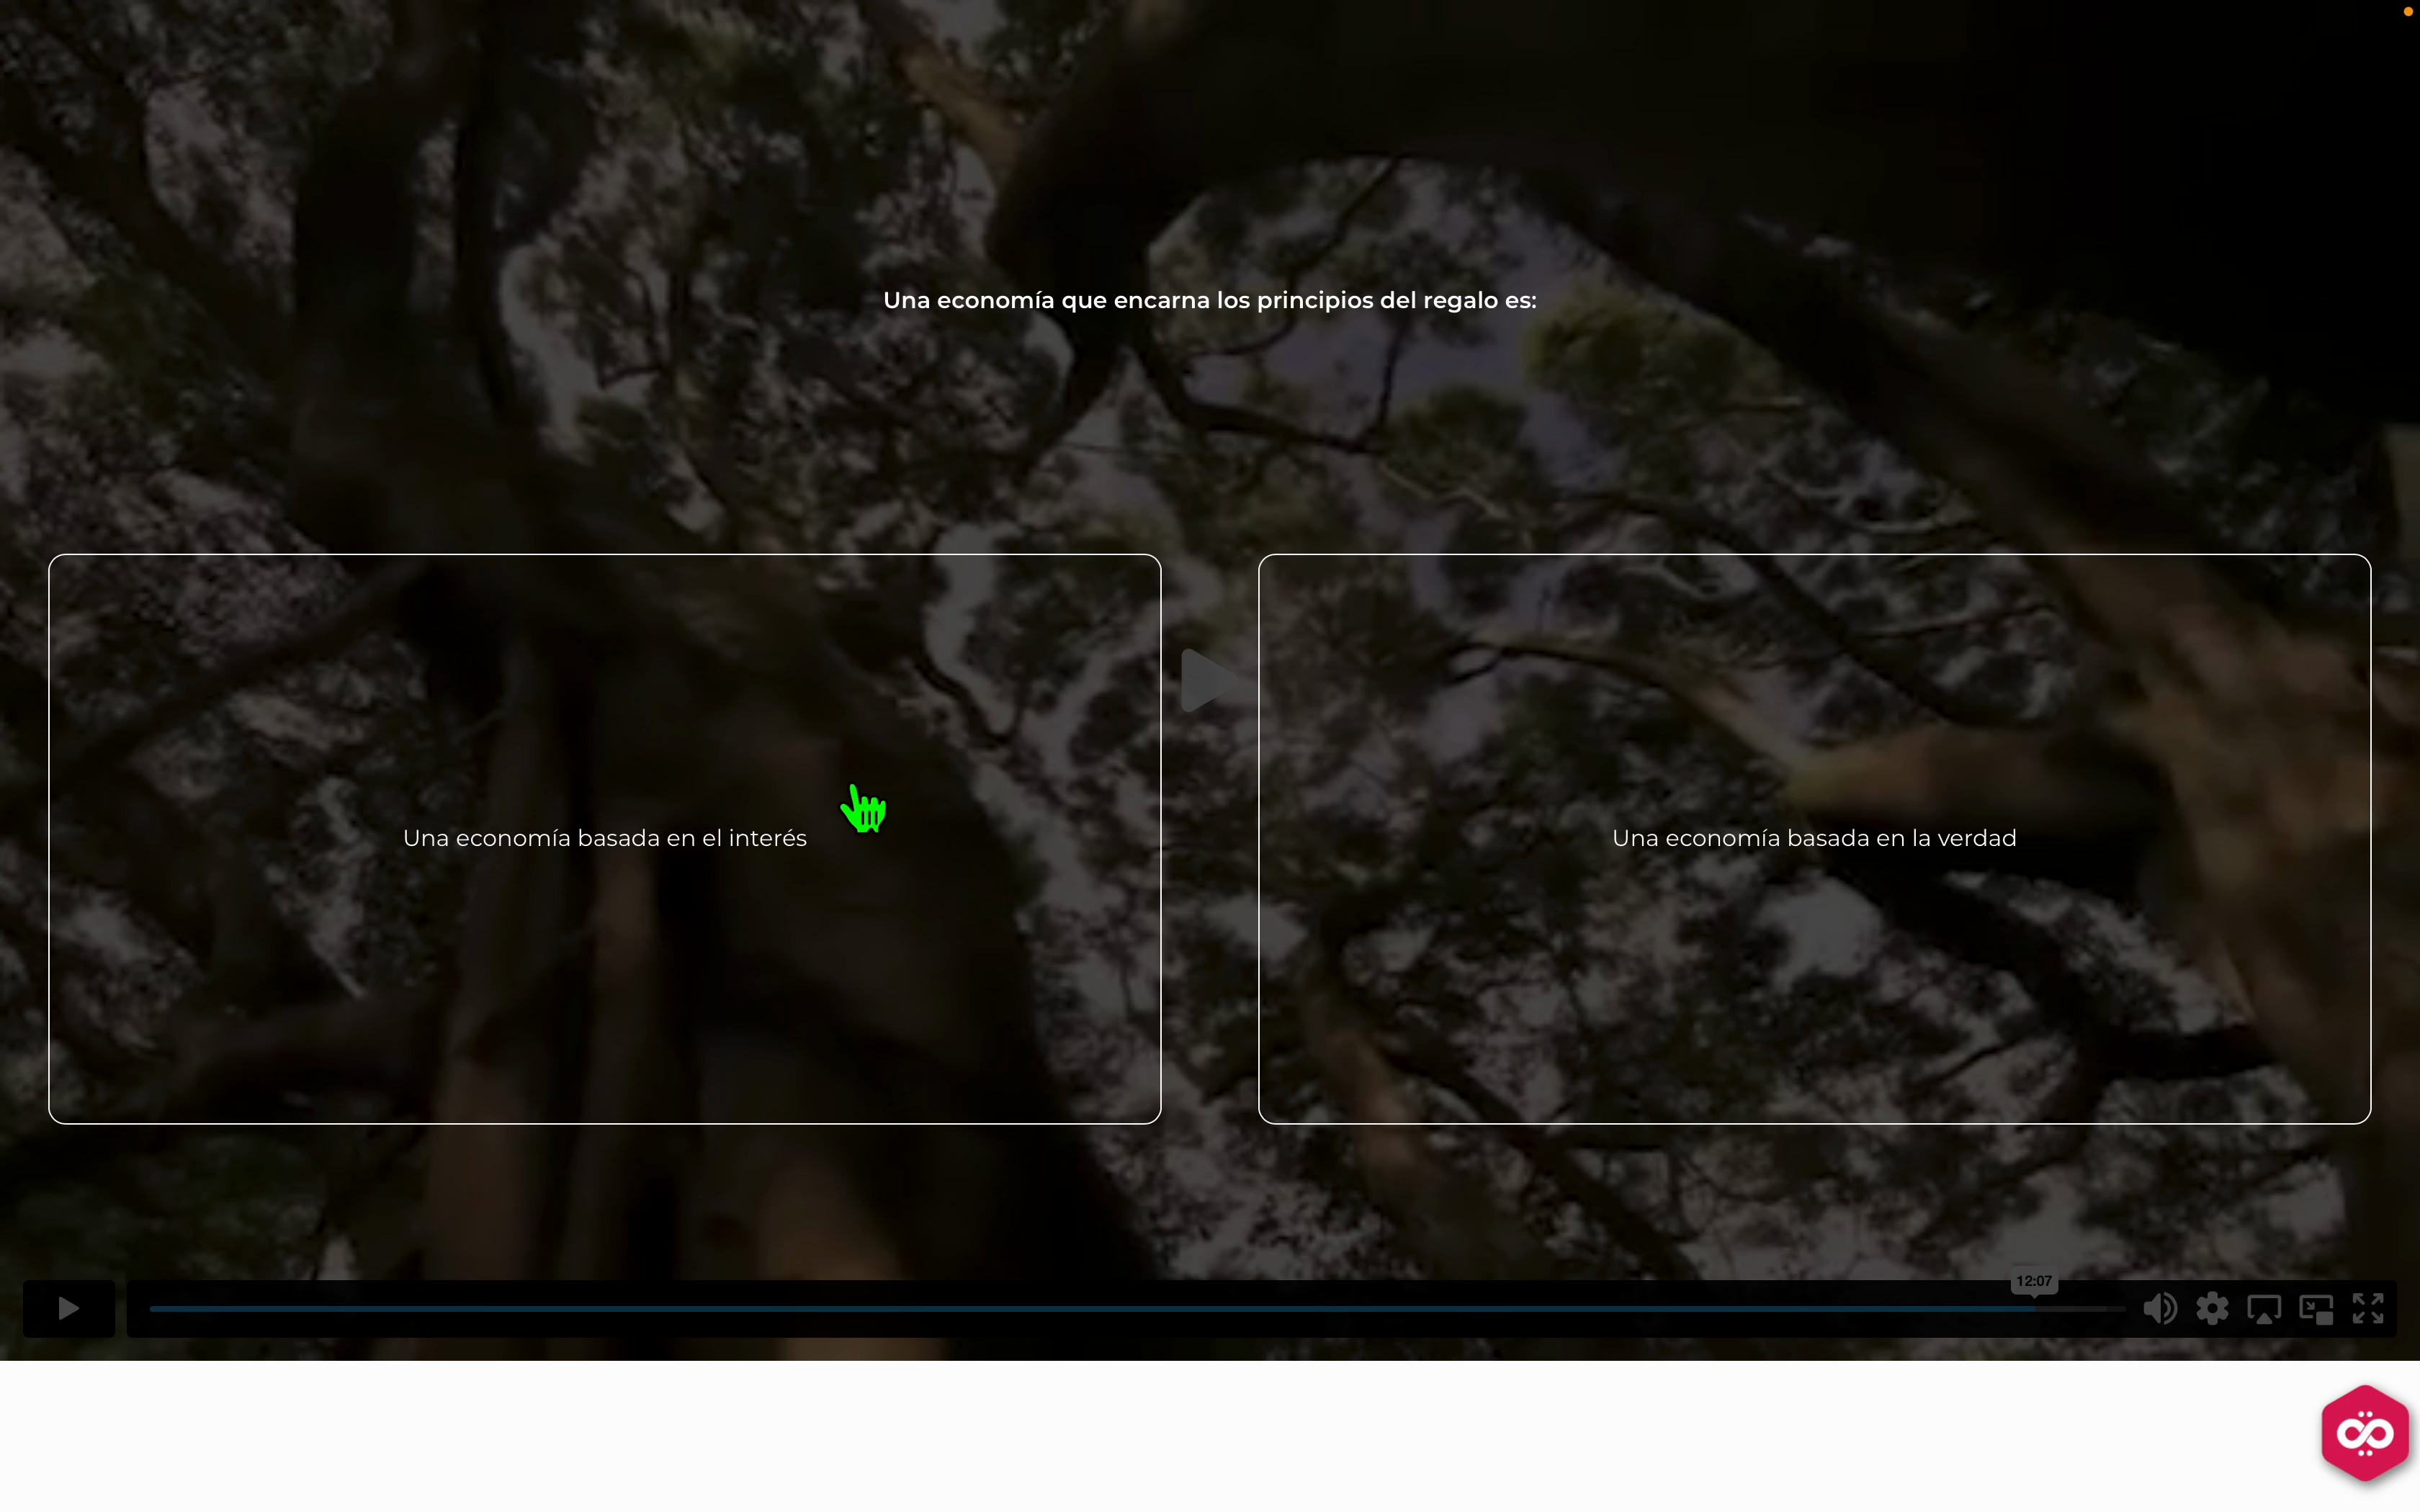 Una economía que encarna los principios del regalo es:
Una economía basada en el interés
Una economía basada en la verdad
12:07